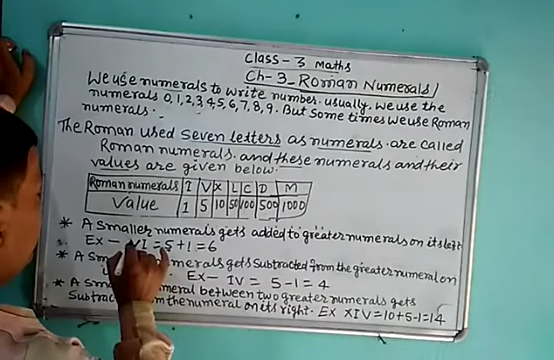 Class - 3 Maths
Ch - 3 - Roman Numerals
We use numerals to write number. usually, we use the
numerals 0, 1, 2, 3, 4, 5, 6, 7, 8, 9. But Some times we use Roman
numerals.
The Roman used seven letters as numerals. are called
Roman numerals. and these numerals and their
values are given below.
Roman numerals I V X L C D M
Value 1 5 10 50 100 500 1000
* A smaller numerals gets added to greater numerals on its left
Ex - VI = 5 + 1 = 6
* A numerals gets Subtracted from the greater numeral on
Ex - IV = 5 - 1 = 4
* A numeral between two greater numerals gets
the numeral on its right. Ex XIV = 10 + 5 - 1 = 14